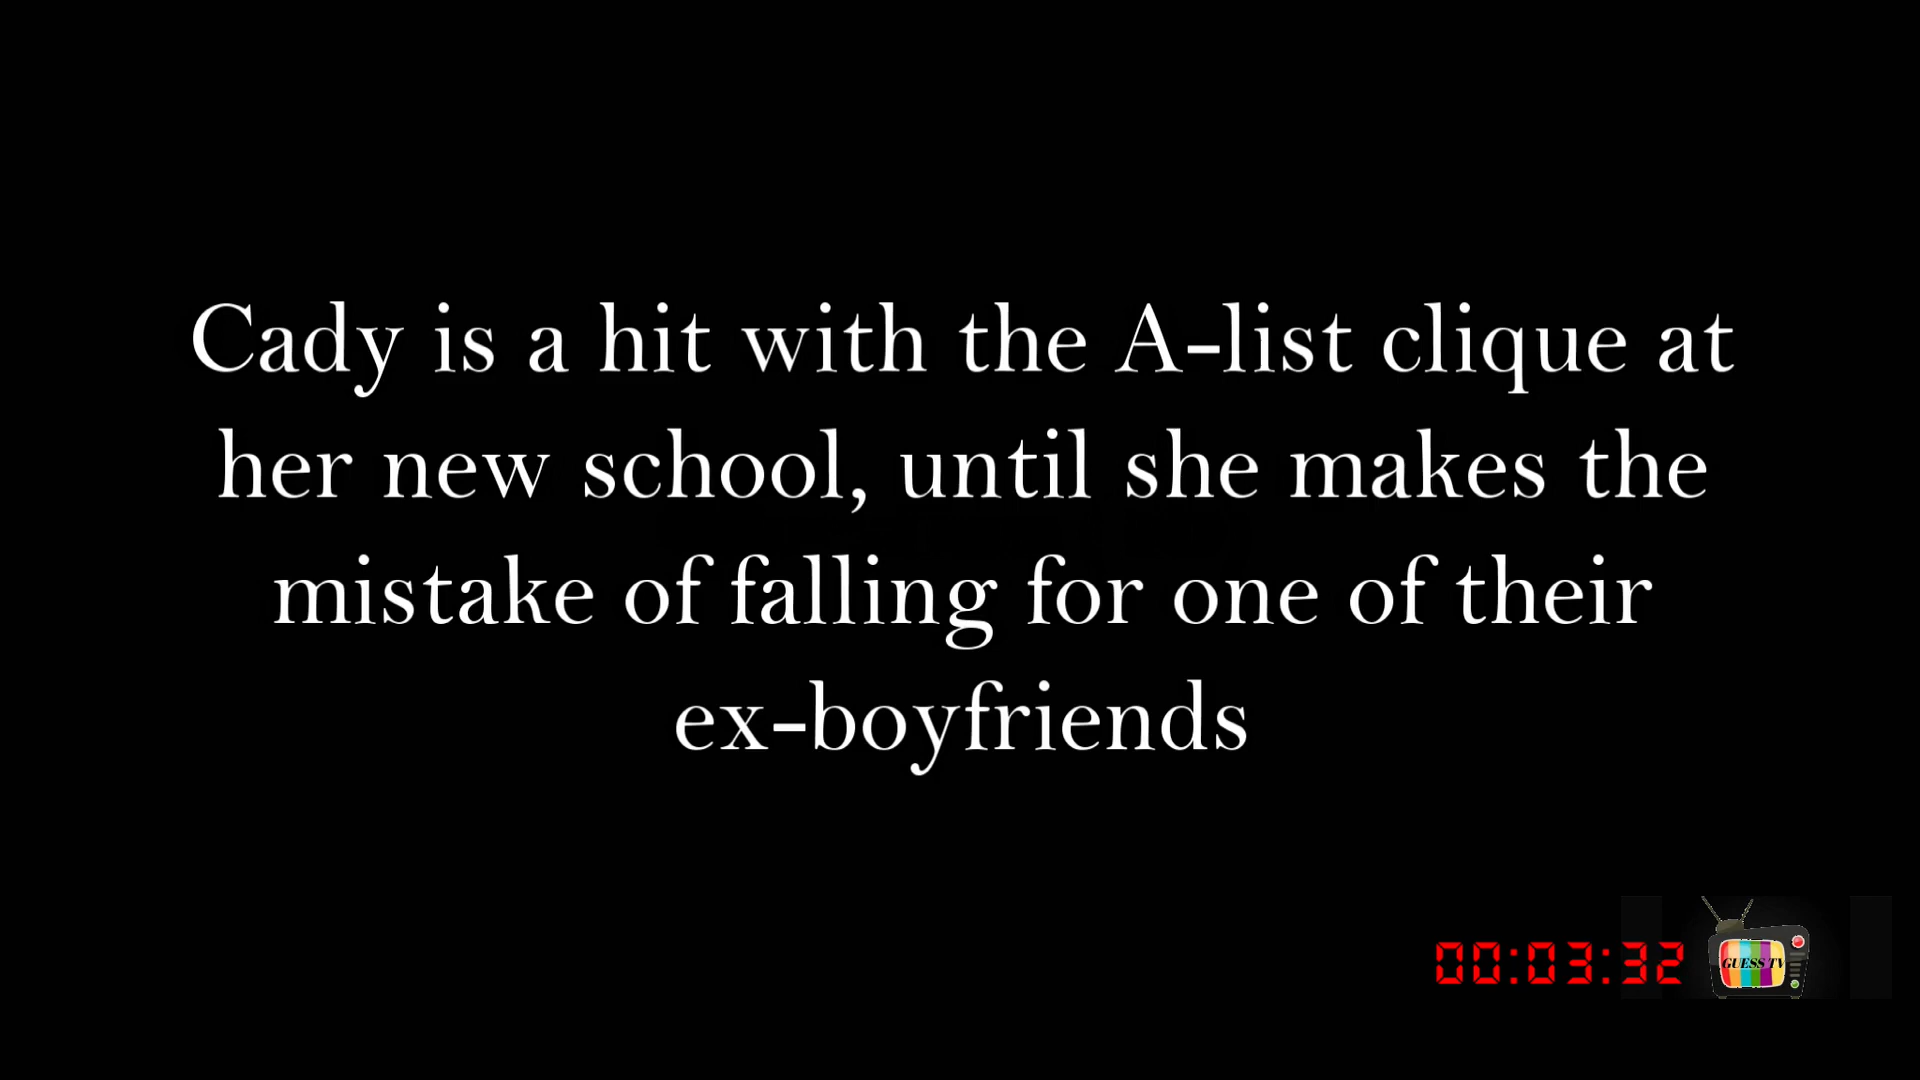 Cady is a hit with the A-list clique at
her new school, until she makes the
mistake of falling for one of their
ex-boyfriends
00:03:32
GUESS TV